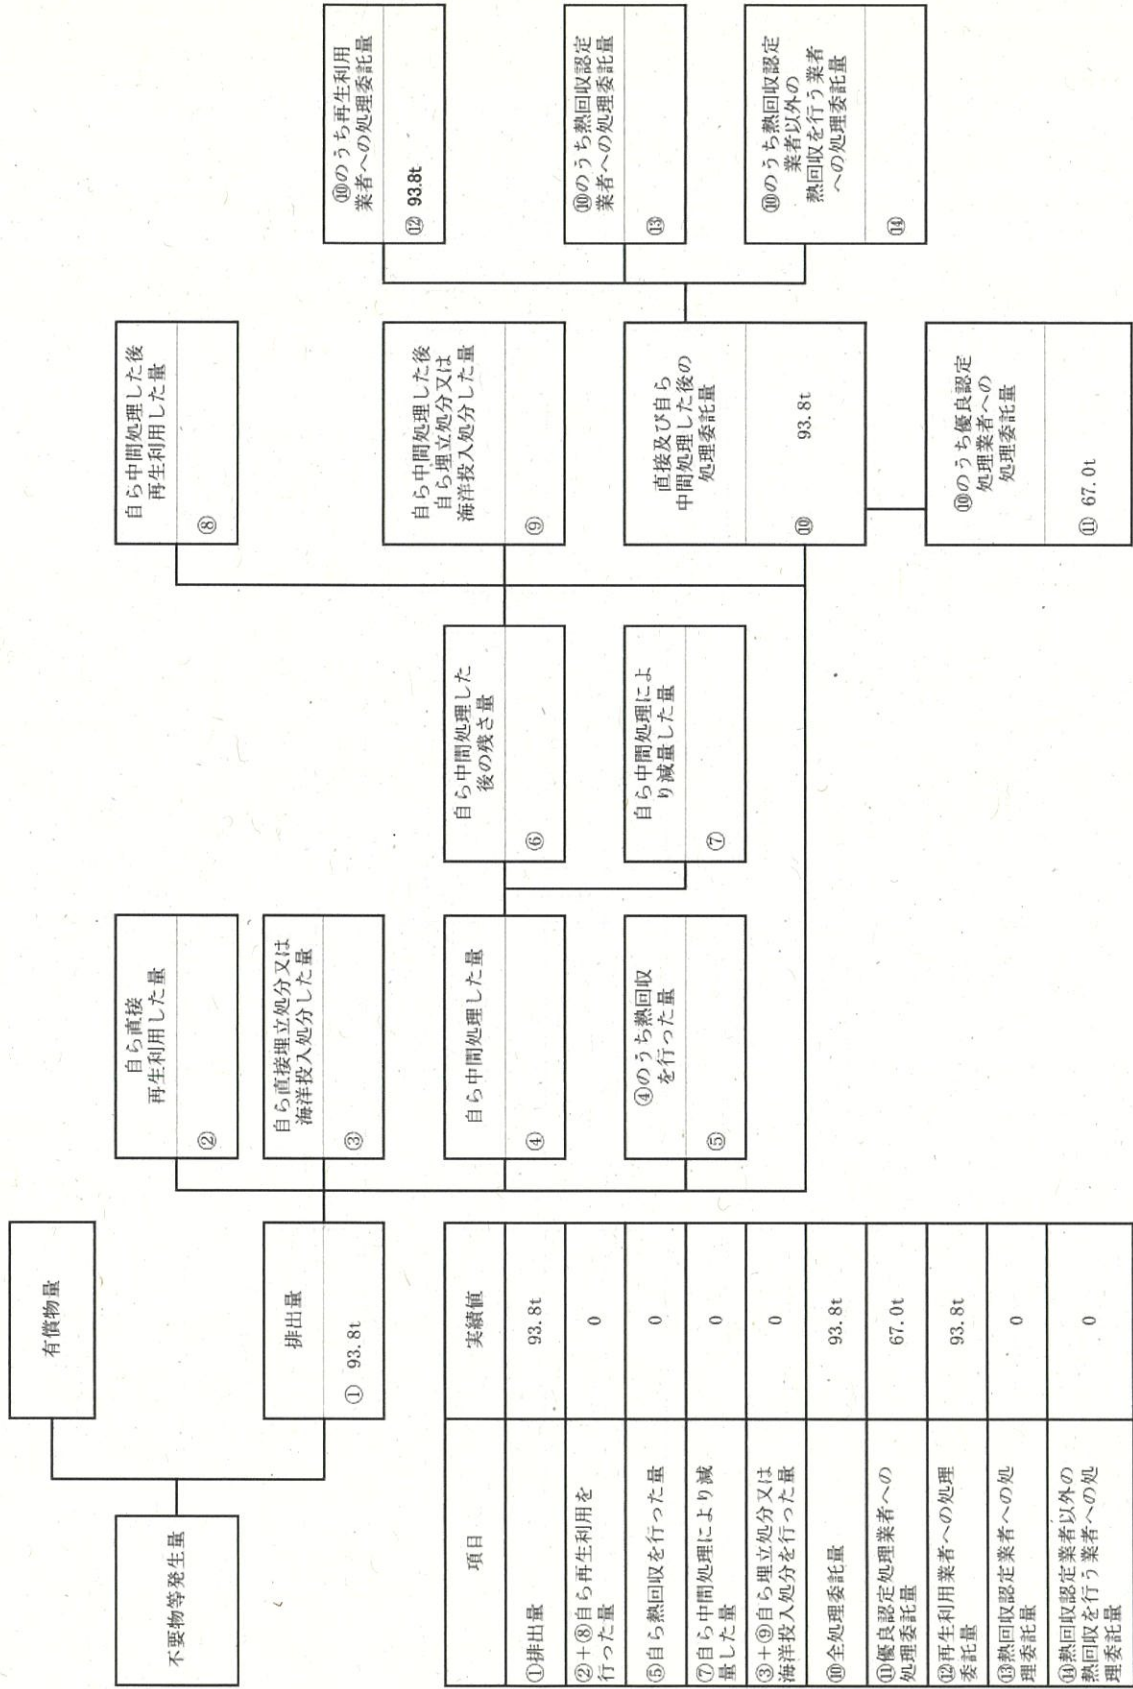 不要物等発生量
有償物量
排出量
① 93.8t
自ら直接
再生利用した量
②
自ら直接埋立処分又は
海洋投入処分した量
③
自ら中間処理した量
④
④のうち熱回収
を行った量
⑤
自ら中間処理した
後の残さ量
⑥
自ら中間処理によ
り減量した量
⑦
自ら中間処理した後
再生利用した量
⑧
自ら中間処理した後
自ら埋立処分又は
海洋投入処分した量
⑨
直接及び自ら
中間処理した後の
処理委託量
⑩ 93.8t
⑩のうち優良認定
処理業者への
処理委託量
⑪ 67.0t
⑩のうち再生利用
業者への処理委託量
⑫ 93.8t
⑩のうち熱回収認定
業者への処理委託量
⑬
⑩のうち熱回収認定
業者以外の
熱回収を行う業者
への処理委託量
⑭
項目 実績値
①排出量 93.8t
②+⑧自ら再生利用を
行った量 0
⑤自ら熱回収を行った量 0
⑦自ら中間処理により減
量した量 0
③+⑨自ら埋立処分又は
海洋投入処分を行った量 0
⑩全処理委託量 93.8t
⑪優良認定処理業者への
処理委託量 67.0t
⑫再生利用業者への処理
委託量 93.8t
⑬熱回収認定業者への処
理委託量 0
⑭熱回収認定業者以外の
熱回収を行う業者への処
理委託量 0